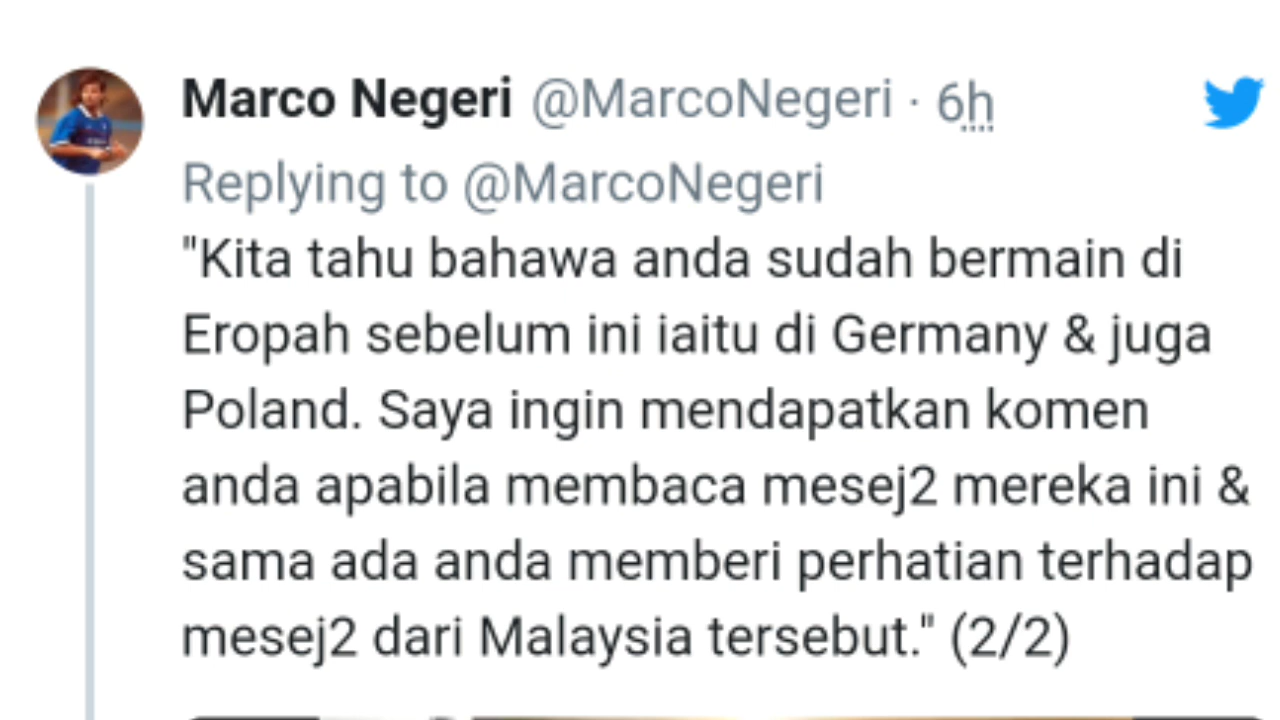 Marco Negeri @MarcoNegeri · 6h
Replying to @MarcoNegeri
"Kita tahu bahawa anda sudah bermain di
Eropah sebelum ini iaitu di Germany & juga
Poland. Saya ingin mendapatkan komen
anda apabila membaca mesej2 mereka ini &
sama ada anda memberi perhatian terhadap
mesej2 dari Malaysia tersebut." (2/2)